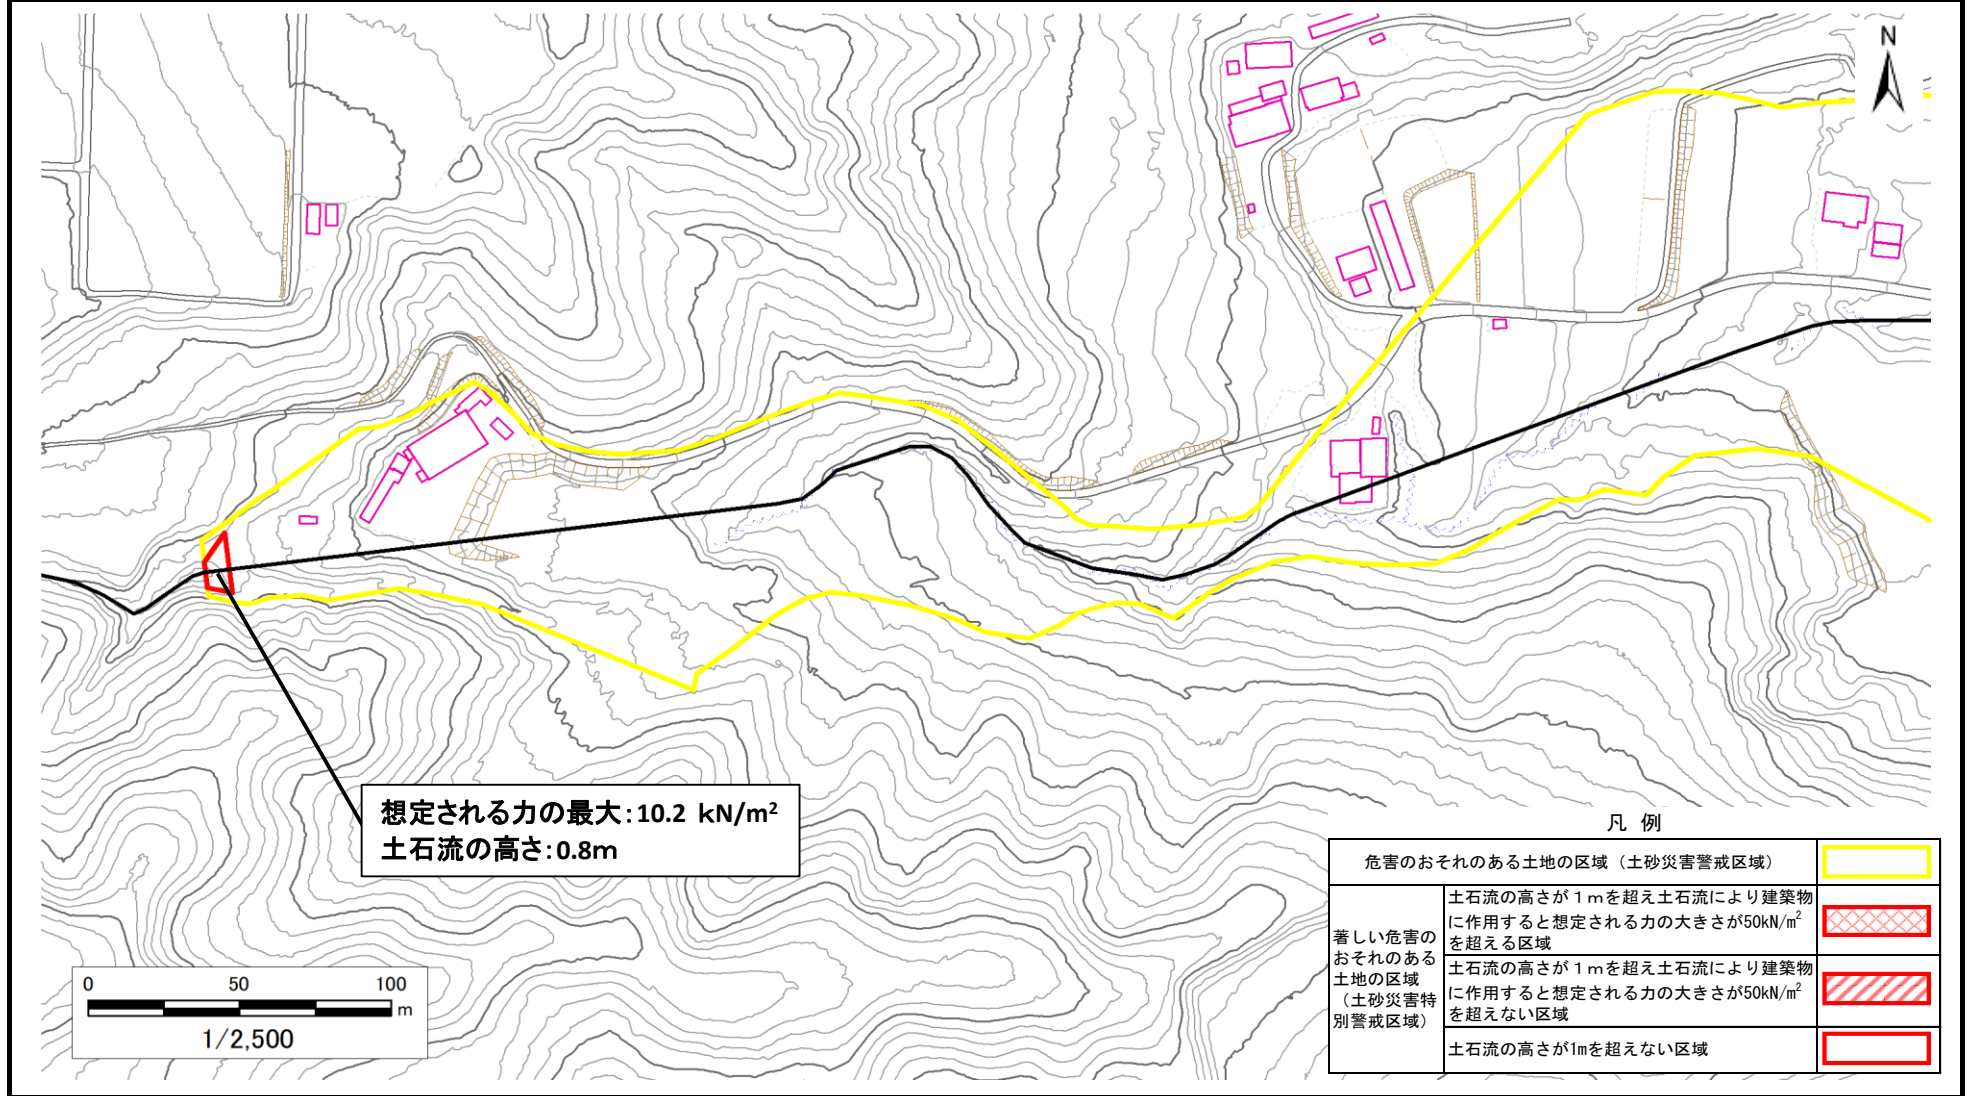 N
想定される力の最大：10.2 kN/m²
土石流の高さ：0.8m
0 50 100
m
1/2,500
凡 例
危害のおそれのある土地の区域（土砂災害警戒区域）
著しい危害の
おそれのある
土地の区域
（土砂災害特
別警戒区域）
土石流の高さが１ｍを超え土石流により建築物
に作用すると想定される力の大きさが50kN/m²
を超える区域
土石流の高さが１ｍを超え土石流により建築物
に作用すると想定される力の大きさが50kN/m²
を超えない区域
土石流の高さが1mを超えない区域